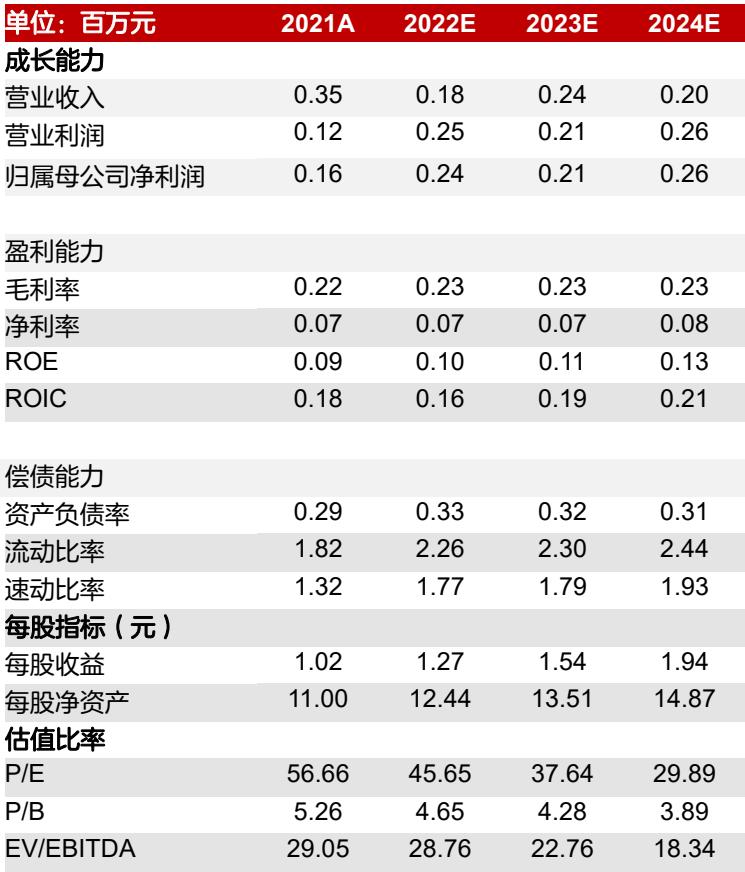 单位：百万元 2021A 2022E 2023E 2024E
成长能力
营业收入 0.35 0.18 0.24 0.20
营业利润 0.12 0.25 0.21 0.26
归属母公司净利润 0.16 0.24 0.21 0.26
盈利能力
毛利率 0.22 0.23 0.23 0.23
净利率 0.07 0.07 0.07 0.08
ROE 0.09 0.10 0.11 0.13
ROIC 0.18 0.16 0.19 0.21
偿债能力
资产负债率 0.29 0.33 0.32 0.31
流动比率 1.82 2.26 2.30 2.44
速动比率 1.32 1.77 1.79 1.93
每股指标（元）
每股收益 1.02 1.27 1.54 1.94
每股净资产 11.00 12.44 13.51 14.87
估值比率
P/E 56.66 45.65 37.64 29.89
P/B 5.26 4.65 4.28 3.89
EV/EBITDA 29.05 28.76 22.76 18.34